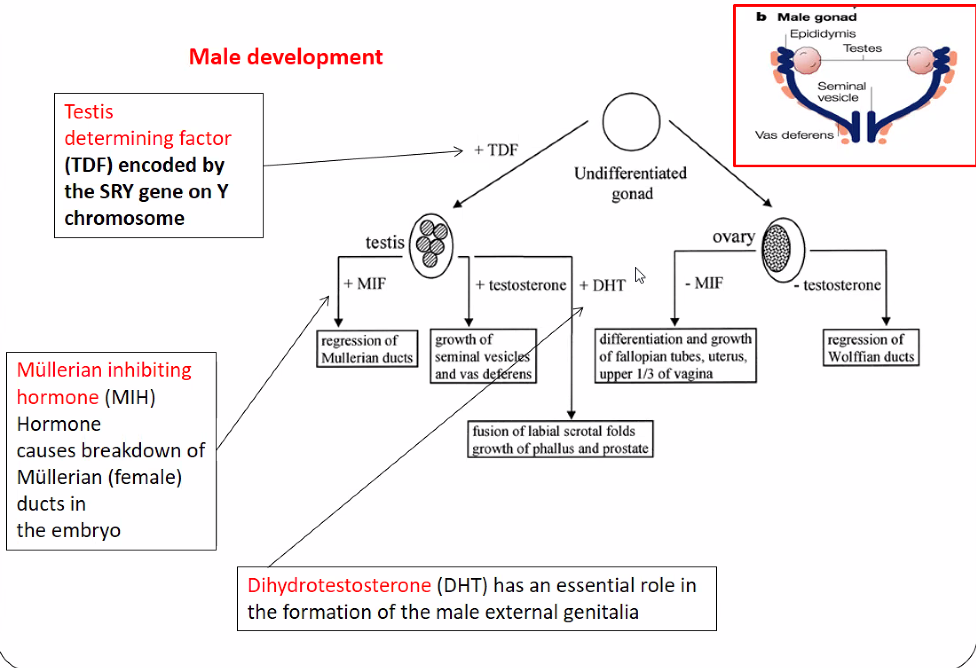 Male development
b Male gonad
Epididymis
Testes
Seminal
vesicle
Vas deferens
Testis
determining factor
(TDF) encoded by
the SRY gene on Y
chromosome
+ TDF
Undifferentiated
gonad
testis
ovary
+ MIF
+ testosterone
+ DHT
- MIF
- testosterone
regression of
Mullerian ducts
growth of
seminal vesicles
and vas deferens
differentiation and growth
of fallopian tubes, uterus,
upper 1/3 of vagina
regression of
Wolffian ducts
fusion of labial scrotal folds
growth of phallus and prostate
Müllerian inhibiting
hormone (MIH)
Hormone
causes breakdown of
Müllerian (female)
ducts in
the embryo
Dihydrotestosterone (DHT) has an essential role in
the formation of the male external genitalia